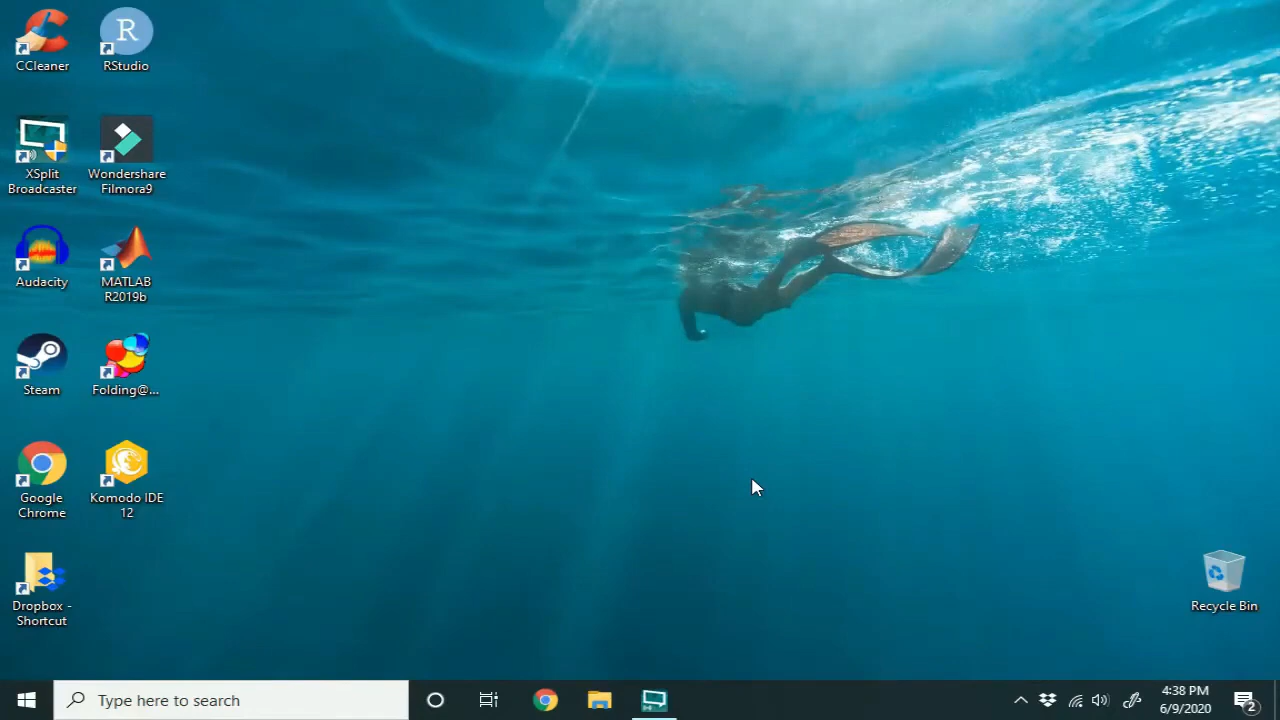 CCleaner
RStudio
XSplit
Broadcaster
Wondershare
Filmora9
Audacity
MATLAB
R2019b
Steam
Folding@...
Google
Chrome
Komodo IDE
12
Dropbox -
Shortcut
Recycle Bin
Type here to search
4:38 PM
6/9/2020
2